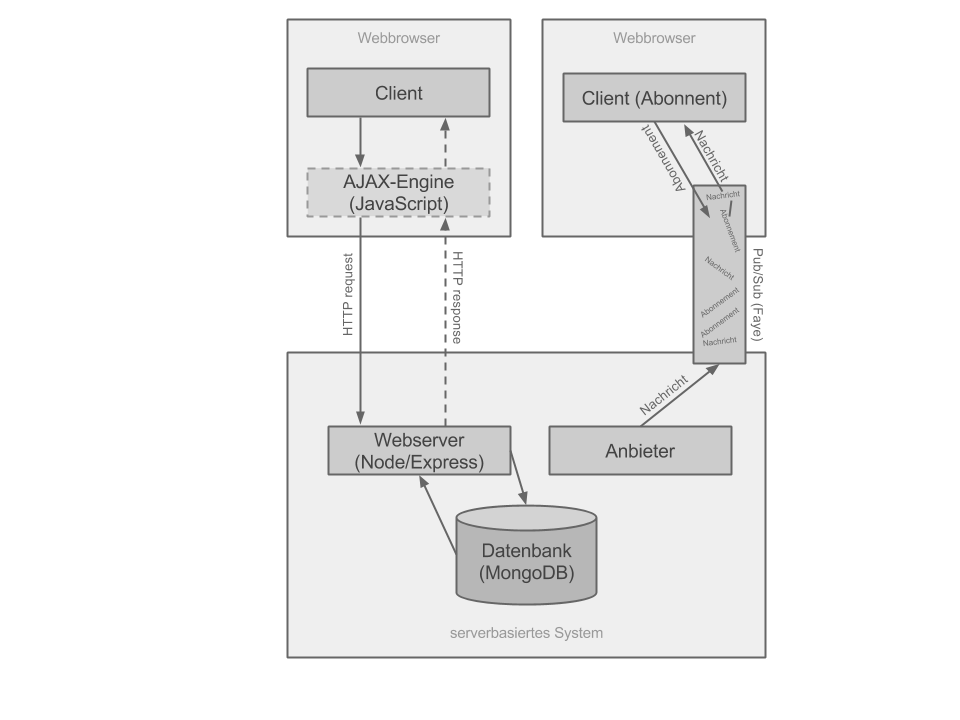 Webbrowser
Client
AJAX-Engine
(JavaScript)
HTTP request
HTTP response
Webbrowser
Client (Abonnent)
Abonnement
Nachricht
Nachricht
Abonnement
Nachricht
Abonnement
Abonnement
Nachricht
Pub/Sub (Faye)
Nachricht
Webserver
(Node/Express)
Anbieter
Datenbank
(MongoDB)
serverbasiertes System